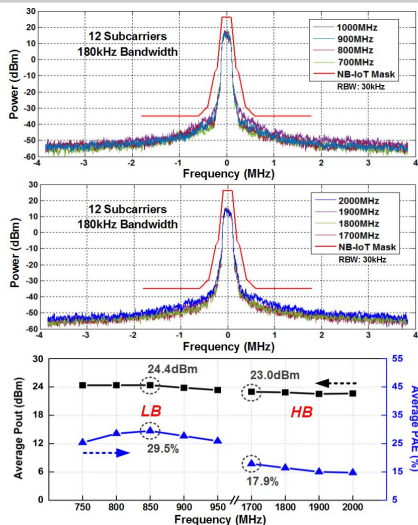 30
20
10
0
-10
-20
-30
-40
-50
-60
Power (dBm)
12 Subcarriers
180kHz Bandwidth
1000MHz
900MHz
800MHz
700MHz
NB-IoT Mask
RBW: 30kHz
-4 -3 -2 -1 0 1 2 3 4
Frequency (MHz)
30
20
10
0
-10
-20
-30
-40
-50
-60
Power (dBm)
12 Subcarriers
180kHz Bandwidth
2000MHz
1900MHz
1800MHz
1700MHz
NB-IoT Mask
RBW: 30kHz
-4 -3 -2 -1 0 1 2 3 4
Frequency (MHz)
30
24
18
12
6
0
Average Pout (dBm)
24.4dBm
23.0dBm
LB
HB
29.5%
17.9%
55
45
35
25
15
5
Average PAE (%)
750 800 850 900 950 1700 1800 1900 2000
Frequency (MHz)